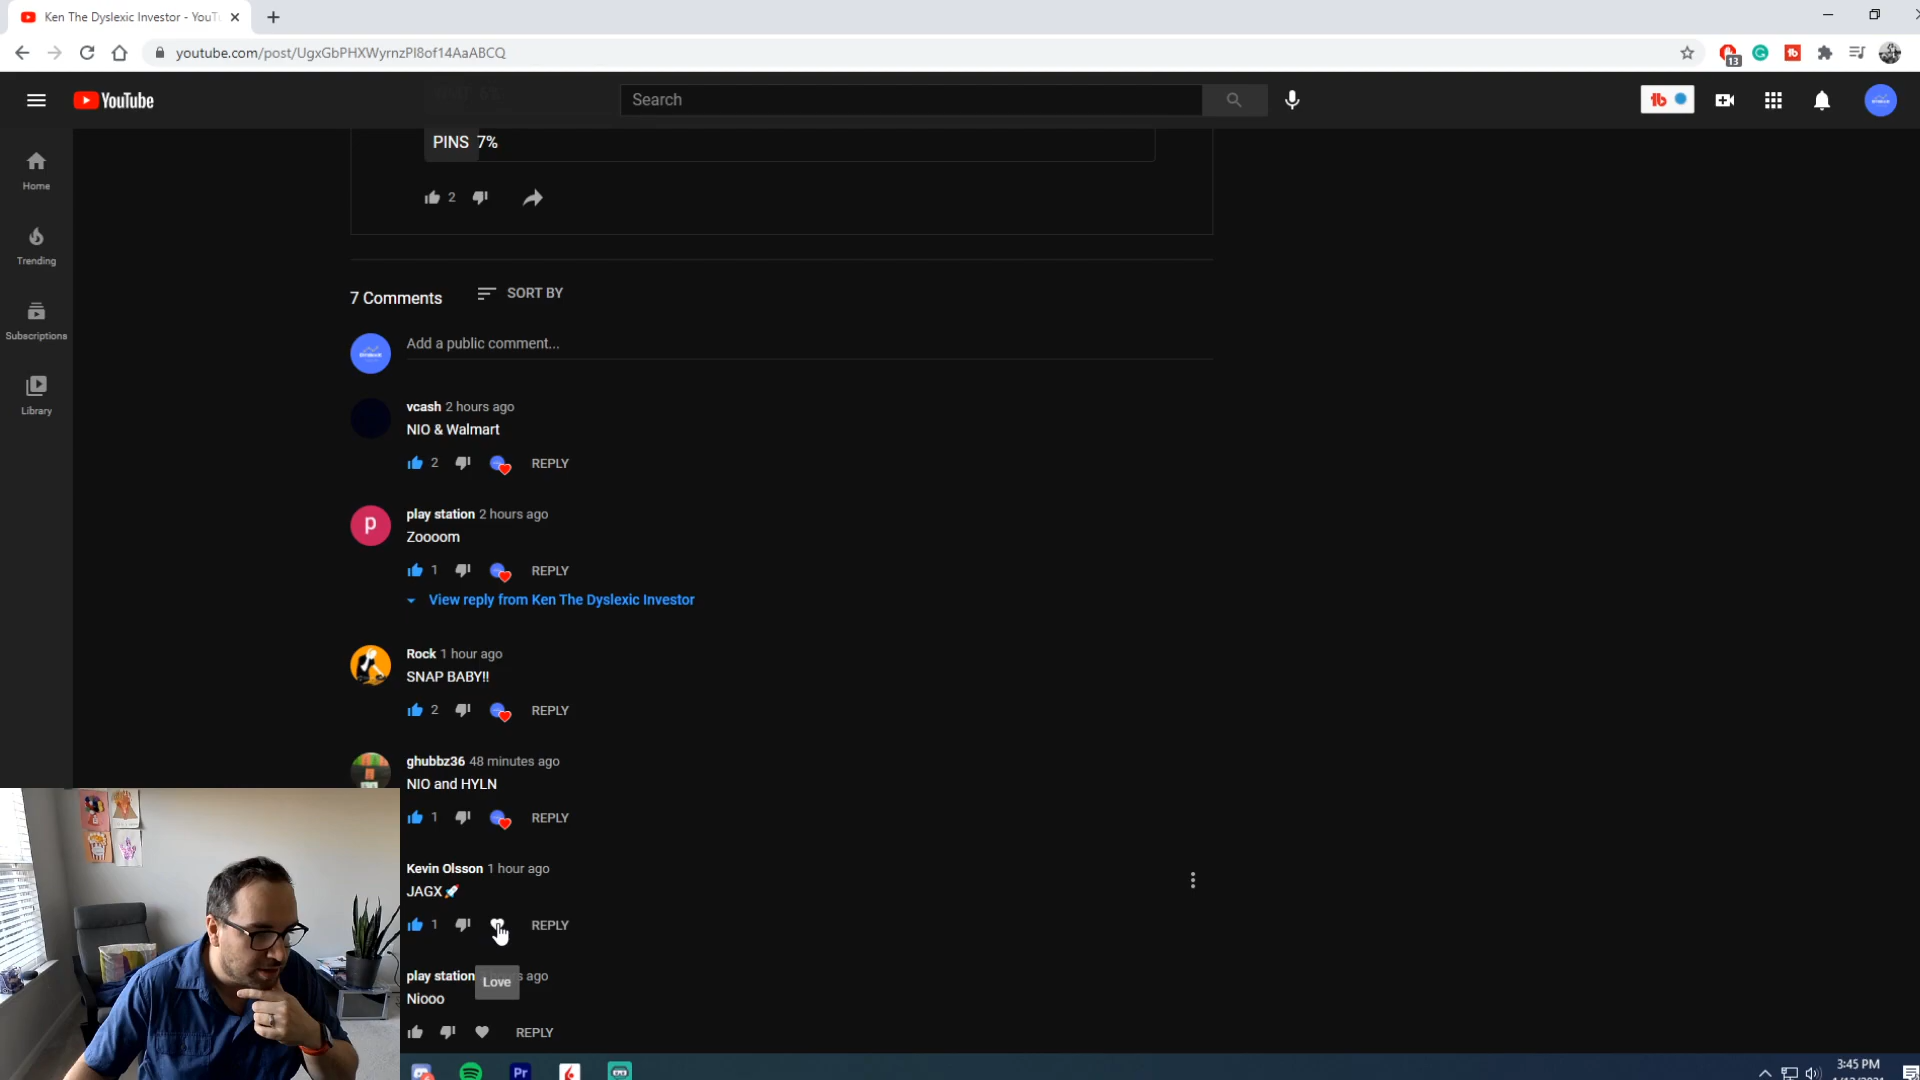 Ken The Dyslexic Investor - YouT
youtube.com/post/UgxGbPHXWyrnzPl8of14AaABCQ
13
YouTube
Search
Home
Trending
Subscriptions
Library
PINS 7%
2
7 Comments
SORT BY
Add a public comment...
vcash 2 hours ago
NIO & Walmart
2 REPLY
p
play station 2 hours ago
Zoooom
1 REPLY
View reply from Ken The Dyslexic Investor
Rock 1 hour ago
SNAP BABY!!
2 REPLY
ghubbz36 48 minutes ago
NIO and HYLN
1 REPLY
Kevin Olsson 1 hour ago
JAGX🚀
1 REPLY
play station ago
Love
Niooo
REPLY
Pr
3:45 PM